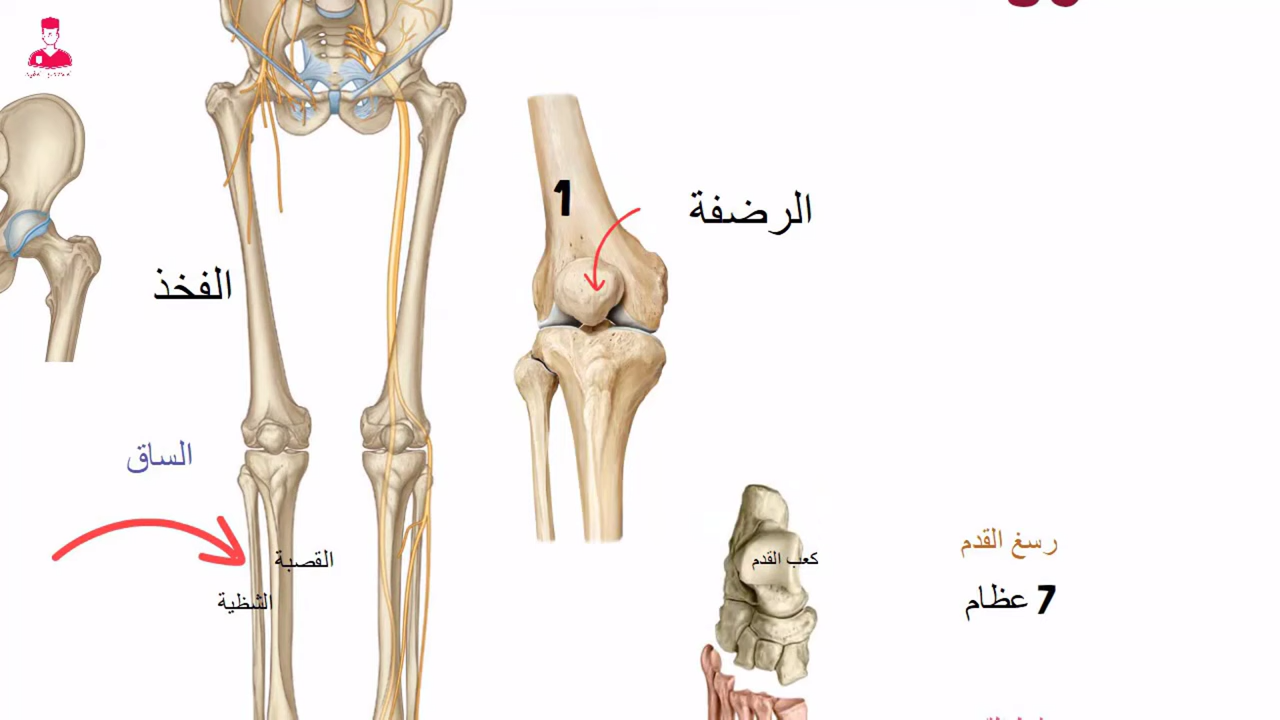 1
الرضفة
الفخذ
الساق
القصبة
الشظية
كعب القدم
رسغ القدم
7 عظام